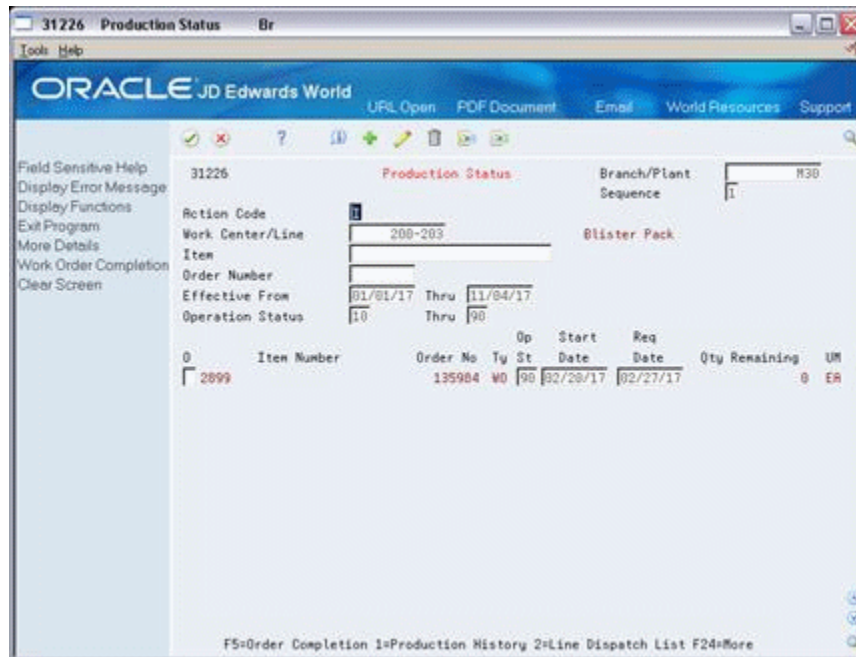 31226 Production Status Br
Tools Help
ORACLE JD Edwards World
URL Open PDF Document Email World Resources Support
Field Sensitive Help
Display Error Message
Display Functions
Exit Program
More Details
Work Order Completion
Clear Screen
31226 Production Status Branch/Plant M30
Sequence I
Action Code I
Work Center/Line 200-203 Blister Pack
Item
Order Number
Effective From 01/01/17 Thru 11/04/17
Operation Status 10 Thru 90
Op Start Req
O Item Number Order No Ty St Date Date Qty Remaining UM
2899 135984 WO 90 02/20/17 02/27/17 0 EA
F5=Order Completion 1=Production History 2=Line Dispatch List F24=More